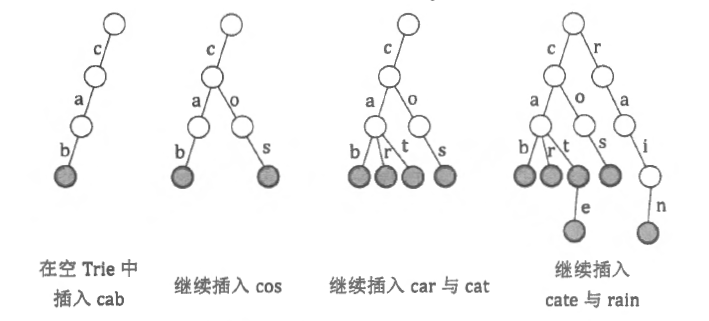 c
a
b
在空 Trie 中
插入 cab
c
a o
b s
继续插入 cos
c
a o
b r t s
继续插入 car 与 cat
c r
a o a
b r t s i
e n
继续插入
cate 与 rain